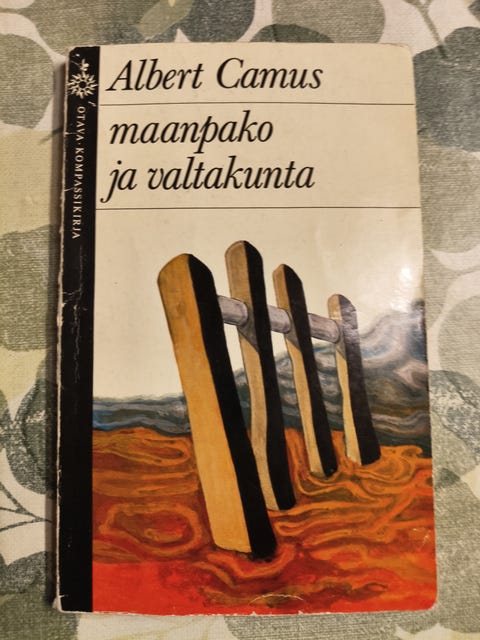 Albert Camus
maanpako
ja valtakunta
OTAVA · KOMPASSIKIRJA